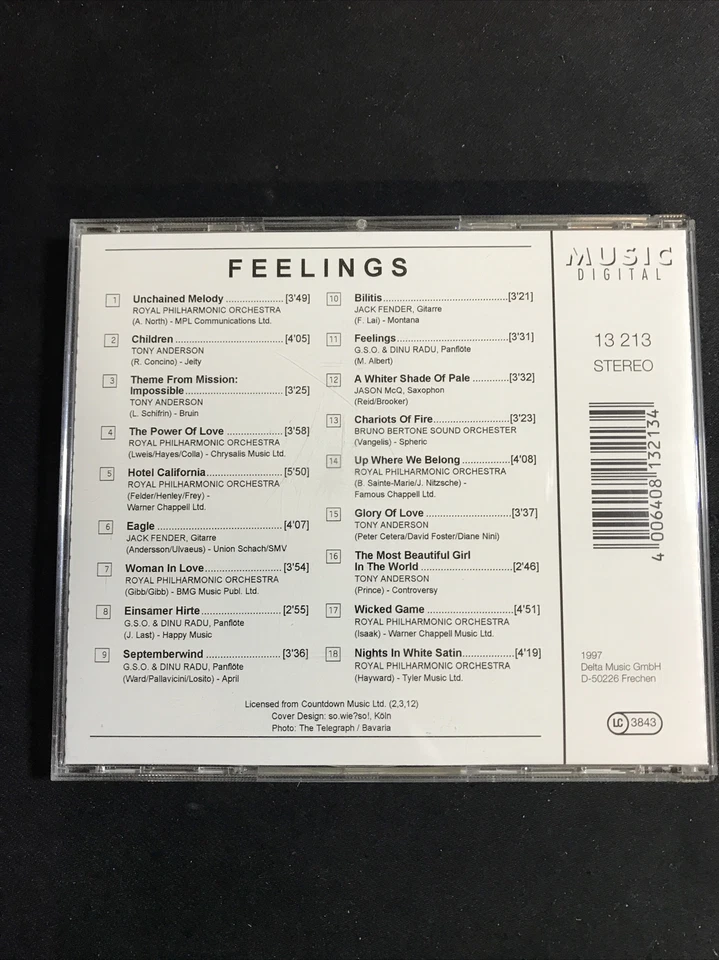 FEELINGS
1 Unchained Melody .................... [3'49]
ROYAL PHILHARMONIC ORCHESTRA
(A. North) - MPL Communications Ltd.
2 Children ............................ [4'05]
TONY ANDERSON
(R. Concino) - Jelty
3 Theme From Mission:
Impossible ............................ [3'25]
TONY ANDERSON
(L. Schifrin) - Bruin
4 The Power Of Love ................... [3'58]
ROYAL PHILHARMONIC ORCHESTRA
(Lweis/Hayes/Colla) - Chrysalis Music Ltd.
5 Hotel California .................... [5'50]
ROYAL PHILHARMONIC ORCHESTRA
(Felder/Henley/Frey) -
Warner Chappell Ltd.
6 Eagle ............................... [4'07]
JACK FENDER, Gitarre
(Andersson/Ulvaeus) - Union Schach/SMV
7 Woman In Love ....................... [3'54]
ROYAL PHILHARMONIC ORCHESTRA
(Gibb/Gibb) - BMG Music Publ. Ltd.
8 Einsamer Hirte ...................... [2'55]
G.S.O. & DINU RADU, Panflöte
(J. Last) - Happy Music
9 Septemberwind ....................... [3'36]
G.S.O. & DINU RADU, Panflöte
(Ward/Pallavicini/Losito) - April
10 Bilitis ............................ [3'21]
JACK FENDER, Gitarre
(F. Lai) - Montana
11 Feelings ........................... [3'31]
G.S.O. & DINU RADU, Panflöte
(M. Albert)
12 A Whiter Shade Of Pale ............. [3'32]
JASON McQ, Saxophon
(Reid/Brooker)
13 Chariots Of Fire ................... [3'23]
BRUNO BERTONE SOUND ORCHESTER
(Vangelis) - Spheric
14 Up Where We Belong ................. [4'08]
ROYAL PHILHARMONIC ORCHESTRA
(B. Sainte-Marie/J. Nitzsche) -
Famous Chappell Ltd.
15 Glory Of Love ...................... [3'37]
TONY ANDERSON
(Peter Cetera/David Foster/Diane Nini)
16 The Most Beautiful Girl
In The World .......................... [2'46]
TONY ANDERSON
(Prince) - Controversy
17 Wicked Game ........................ [4'51]
ROYAL PHILHARMONIC ORCHESTRA
(Isaak) - Warner Chappell Music Ltd.
18 Nights In White Satin .............. [4'19]
ROYAL PHILHARMONIC ORCHESTRA
(Hayward) - Tyler Music Ltd.
Licensed from Countdown Music Ltd. (2,3,12)
Cover Design: so.wie?so!, Köln
Photo: The Telegraph / Bavaria
MUSIC
DIGITAL
13 213
STEREO
4 006408 132134
1997
Delta Music GmbH
D-50226 Frechen
LC 3843